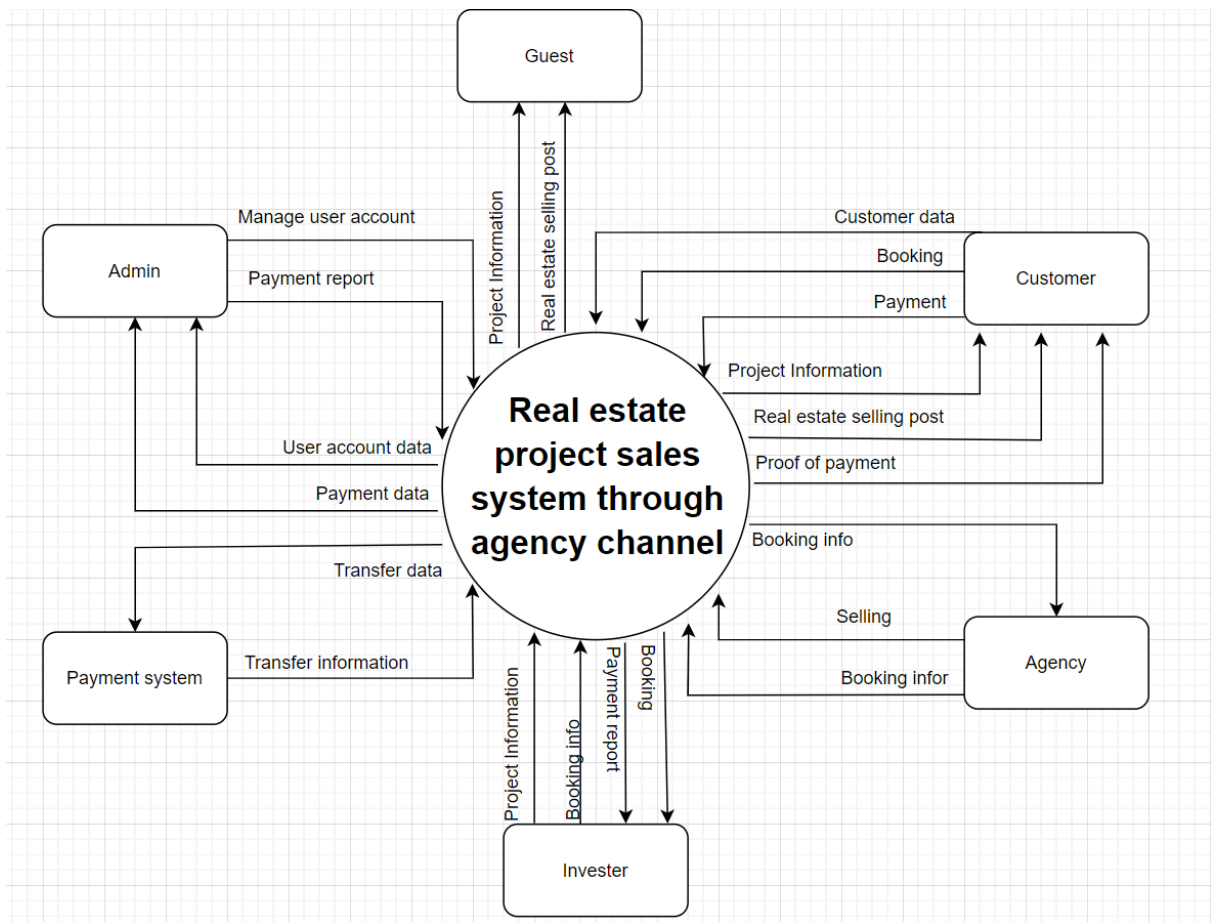 Guest
Project Information
Real estate selling post
Manage user account
Admin
Payment report
Customer data
Booking
Customer
Payment
Project Information
Real estate selling post
Proof of payment
Real estate
project sales
system through
agency channel
User account data
Payment data
Transfer data
Payment system
Transfer information
Booking info
Selling
Agency
Booking infor
Project Information
Booking info
Payment report
Booking
Invester